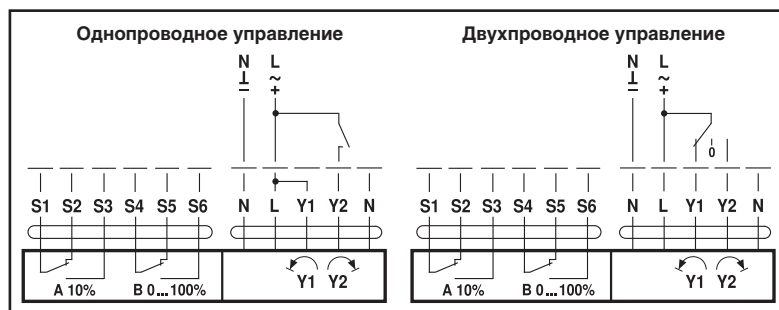 Однопроводное управление
Двухпроводное управление
N L
⊥ ~
= +
N L
⊥ ~
= +
0
S1 S2 S3 S4 S5 S6 N L Y1 Y2 N
S1 S2 S3 S4 S5 S6 N L Y1 Y2 N
A 10% B 0...100% Y1 Y2
A 10% B 0...100% Y1 Y2